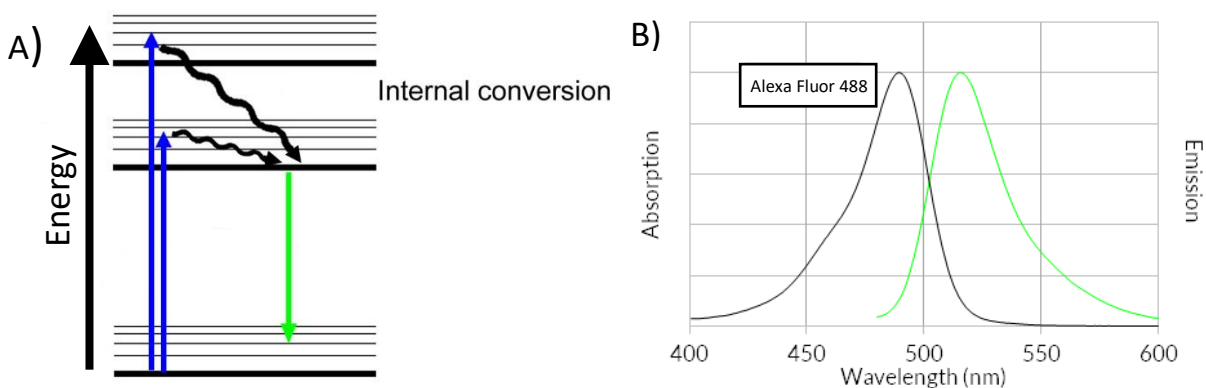 A)
Energy
Internal conversion
B)
Alexa Fluor 488
Absorption
Emission
400 450 500 550 600
Wavelength (nm)